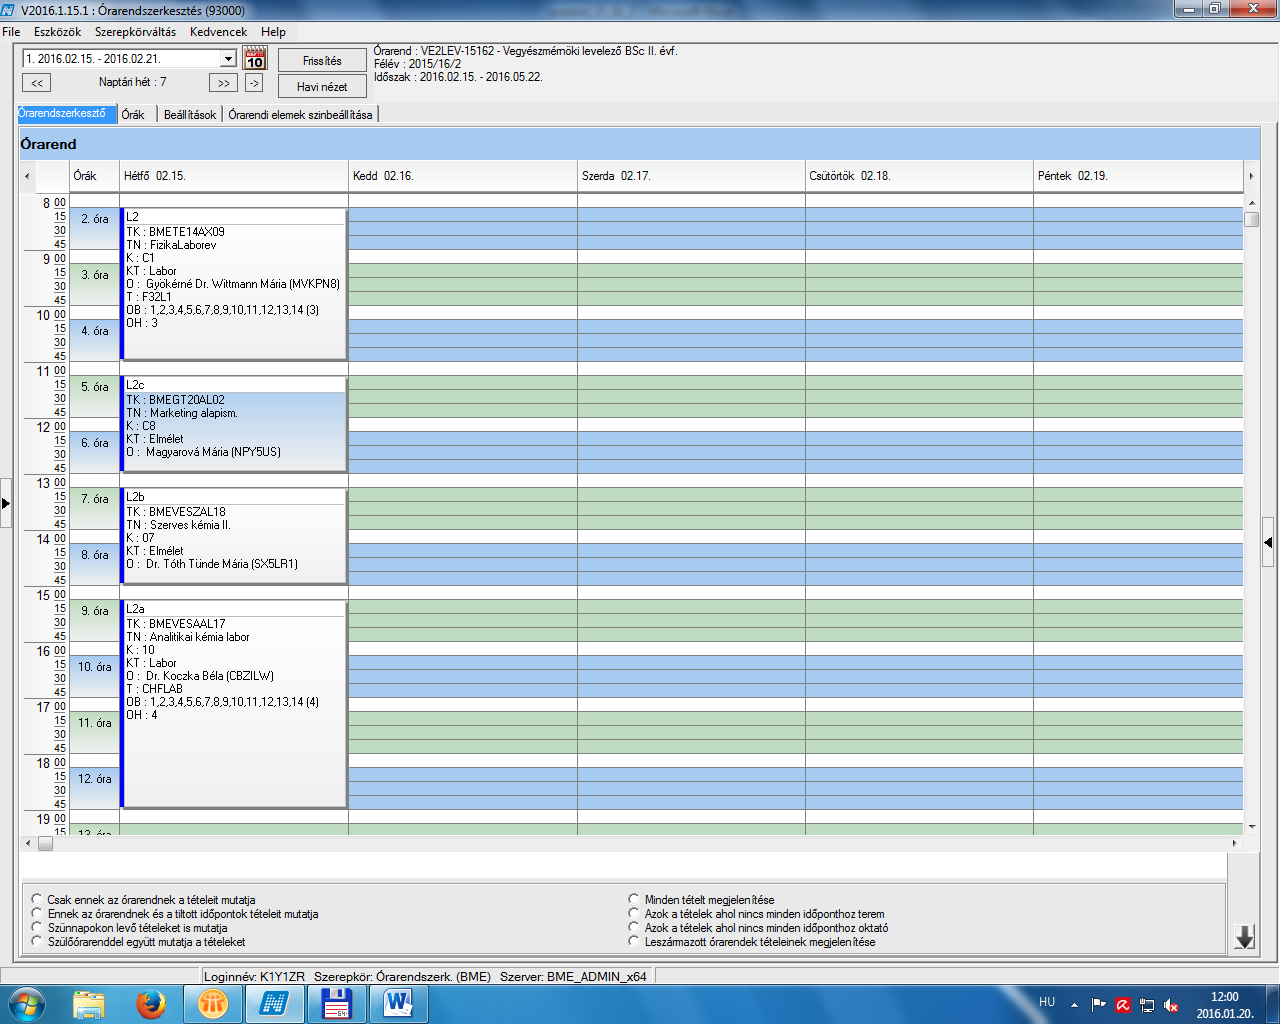 V2016.1.15.1 : Órarendszerkesztés (93000)
File Eszközök Szerepkörváltás Kedvencek Help
1. 2016.02.15. - 2016.02.21.
10
Frissítés
Órarend : VE2LEV-15162 - Vegyészmérnöki levelező BSc II. évf.
Félév : 2015/16/2
Időszak : 2016.02.15. - 2016.05.22.
<< Naptári hét : 7 >> -> Havi nézet
Órarendszerkesztő Órák Beállítások Órarendi elemek szinbeállítása
Órarend
Órák Hétfő 02.15. Kedd 02.16. Szerda 02.17. Csütörtök 02.18. Péntek 02.19.
8 00
15
30
45
2. óra
9 00
15
30
45
3. óra
10 00
15
30
45
4. óra
L2
TK : BMETE14AX09
TN : FizikaLaborev
K : C1
KT : Labor
O : Gyökérné Dr. Wittmann Mária (MVKPN8)
T : F32L1
OB : 1,2,3,4,5,6,7,8,9,10,11,12,13,14 (3)
OH : 3
11 00
15
30
45
5. óra
12 00
15
30
45
6. óra
L2c
TK : BMEGT20AL02
TN : Marketing alapism.
K : C8
KT : Elmélet
O : Magyarová Mária (NPY5US)
13 00
15
30
45
7. óra
14 00
15
30
45
8. óra
L2b
TK : BMEVESZAL18
TN : Szerves kémia II.
K : 07
KT : Elmélet
O : Dr. Tóth Tünde Mária (SX5LR1)
15 00
15
30
45
9. óra
16 00
15
30
45
10. óra
17 00
15
30
45
11. óra
18 00
15
30
45
12. óra
L2a
TK : BMEVESAAL17
TN : Analitikai kémia labor
K : 10
KT : Labor
O : Dr. Koczka Béla (CBZILW)
T : CHFLAB
OB : 1,2,3,4,5,6,7,8,9,10,11,12,13,14 (4)
OH : 4
19 00
15
13. óra
Csak ennek az órarendnek a tételeit mutatja
Ennek az órarendnek és a tiltott időpontok tételeit mutatja
Szünnapokon levő tételeket is mutatja
Szülőórarenddel együtt mutatja a tételeket
Minden tételt megjelenítése
Azok a tételek ahol nincs minden időponthoz terem
Azok a tételek ahol nincs minden időponthoz oktató
Leszármazott órarendek tételeinek megjelenítése
Loginnév: K1Y1ZR Szerepkör: Órarendszerk. (BME) Szerver: BME_ADMIN_x64
64
W
HU
12:00
2016.01.20.